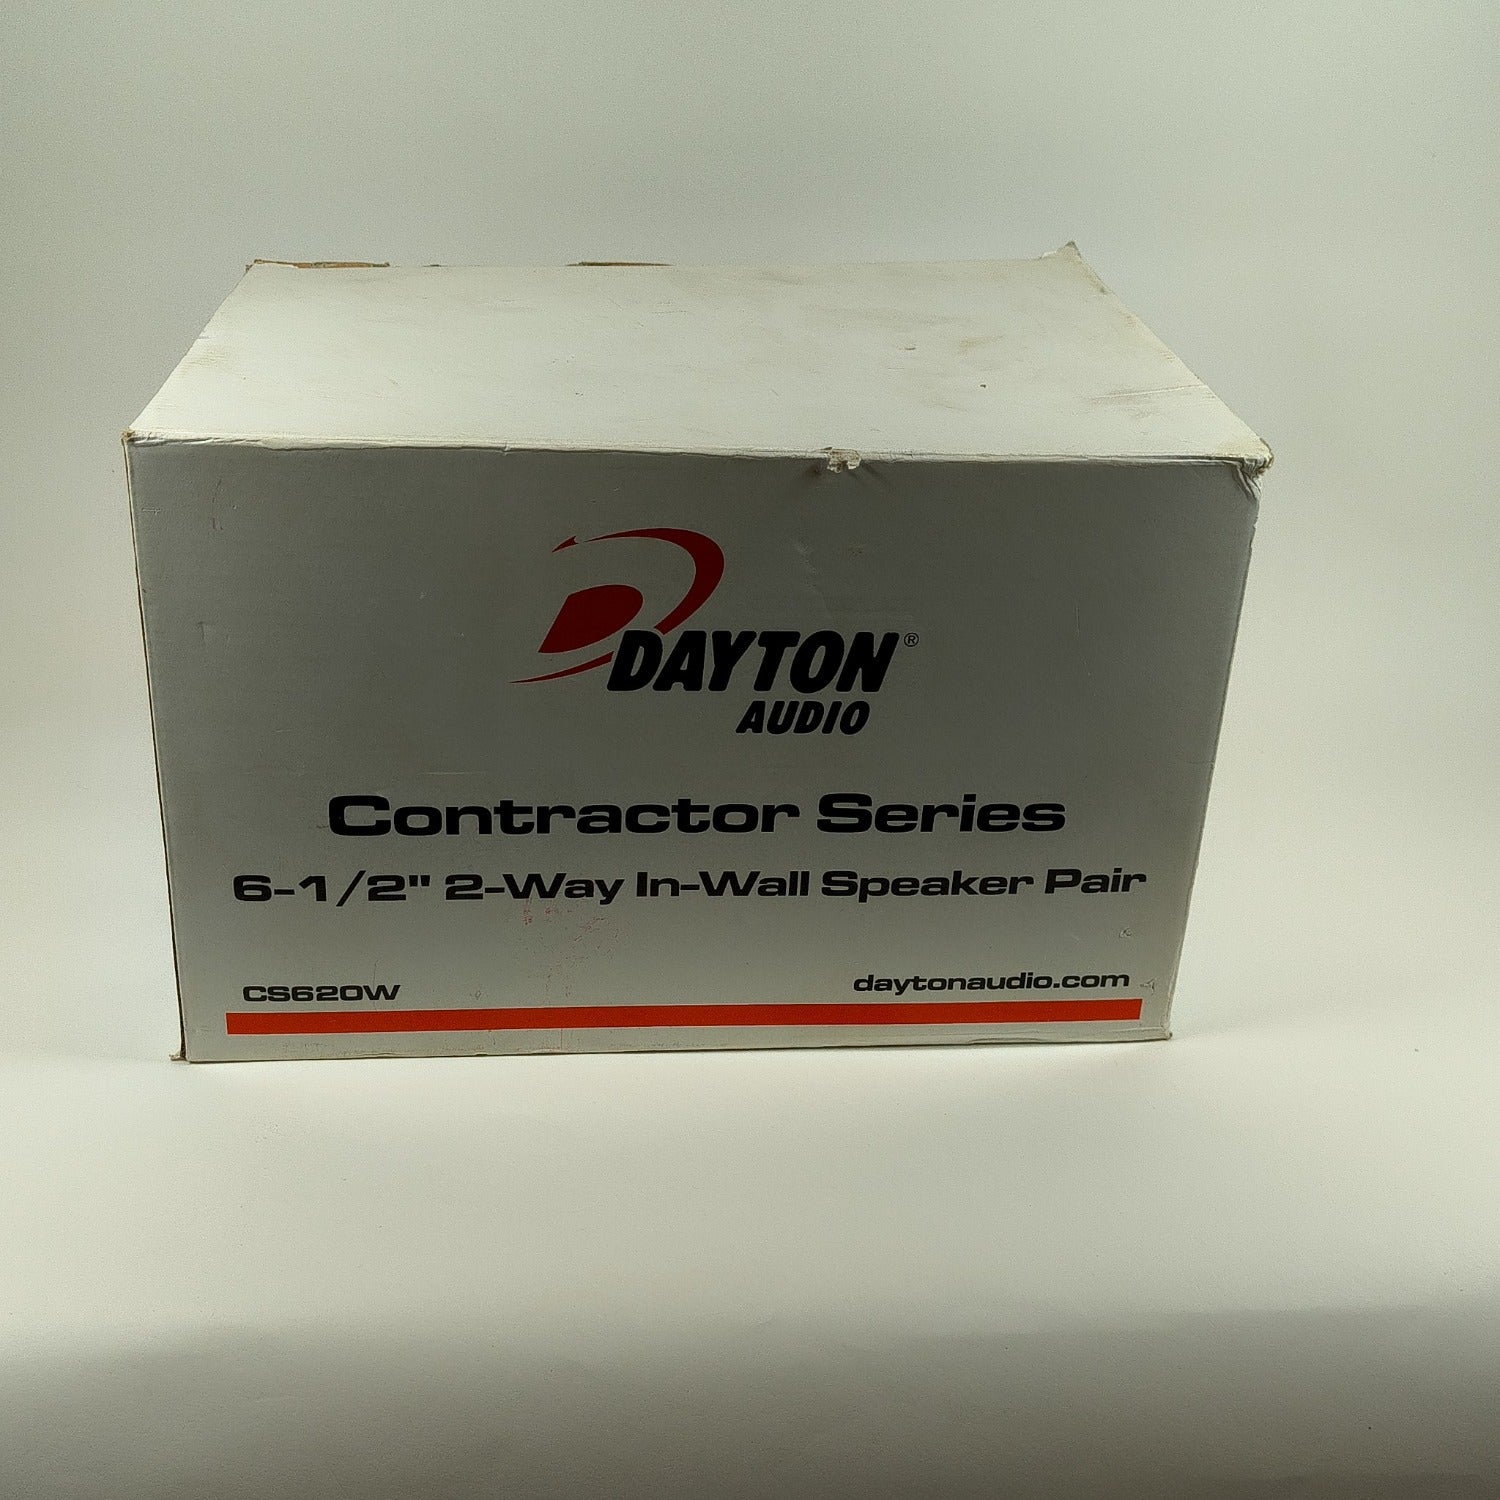 DAYTON®
AUDIO
Contractor Series
6-1/2" 2-Way In-Wall Speaker Pair
CS620W
daytonaudio.com